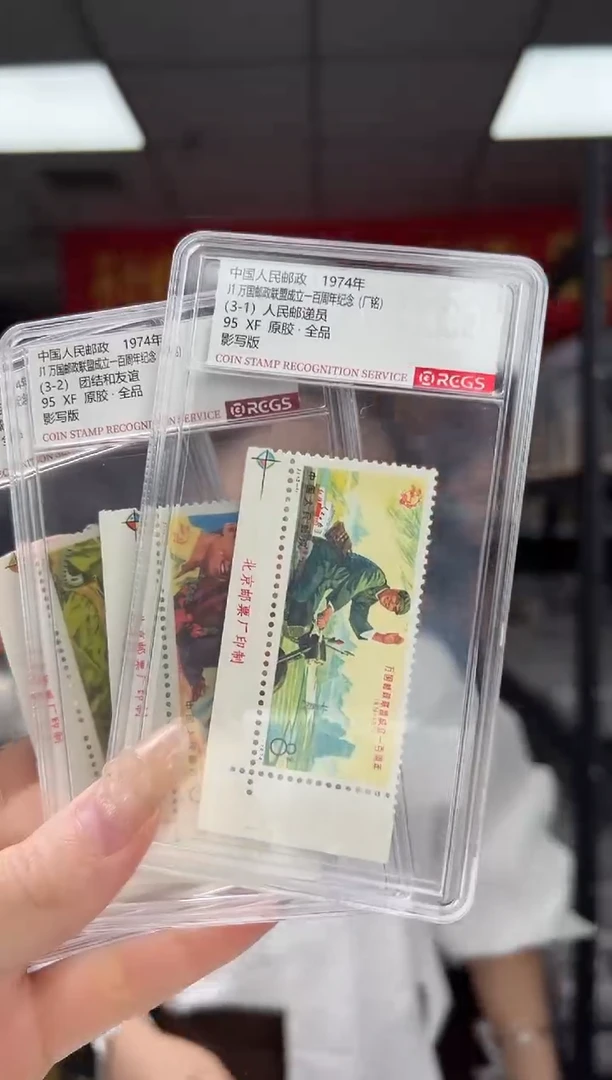 中国人民邮政 1974年
J1 万国邮政联盟成立一百周年纪念(厂铭)
(3-1) 人民邮递员
95 XF 原胶·全品
影写版
COIN STAMP RECOGNITION SERVICE RCGS
中国人民邮政 1974年
J1 万国邮政联盟成立一百周年纪念
(3-2) 团结和友谊
95 XF 原胶·全品
影写版
COIN STAMP RECOGNITION RCGS
北京邮票厂印制
8